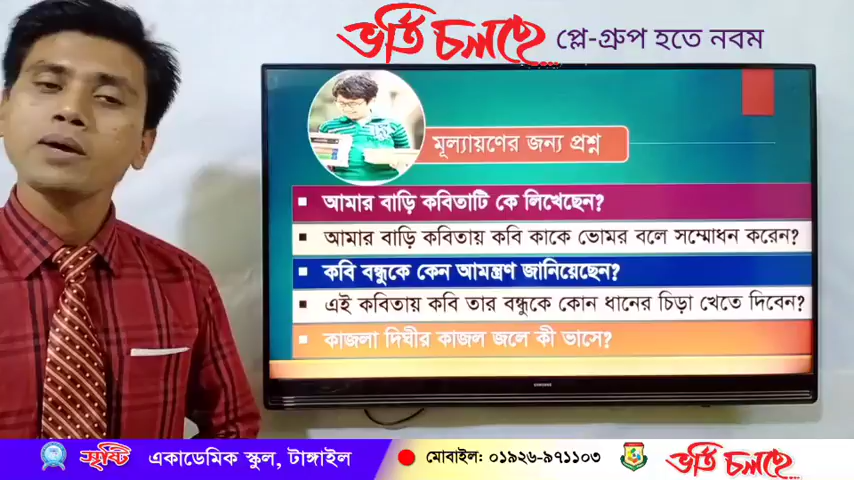 ভর্তি চলছে... প্লে-গ্রুপ হতে নবম
মূল্যায়ণের জন্য প্রশ্ন
আমার বাড়ি কবিতাটি কে লিখেছেন?
আমার বাড়ি কবিতায় কবি কাকে ভোমর বলে সম্মোধন করেন?
কবি বন্ধুকে কেন আমন্ত্রণ জানিয়েছেন?
এই কবিতায় কবি তার বন্ধুকে কোন ধানের চিড়া খেতে দিবেন?
কাজলা দিঘীর কাজল জলে কী ভাসে?
SAMSUNG
সৃষ্টি একাডেমিক স্কুল, টাঙ্গাইল মোবাইল: ০১৯২৬-৯৭১১০৩ ভর্তি চলছে...